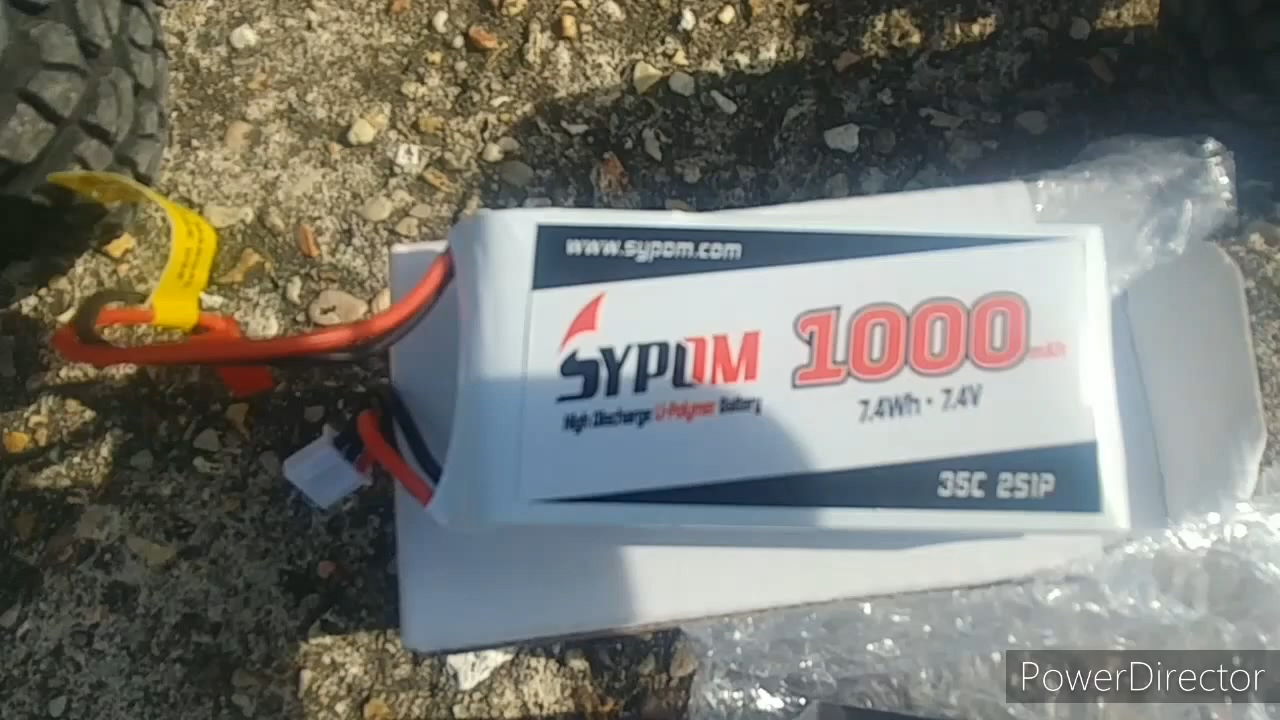 www.sypom.com
SYPOM
High Discharge Li-Polymer Battery
1000mAh
7.4Wh • 7.4V
35C 2S1P
PowerDirector